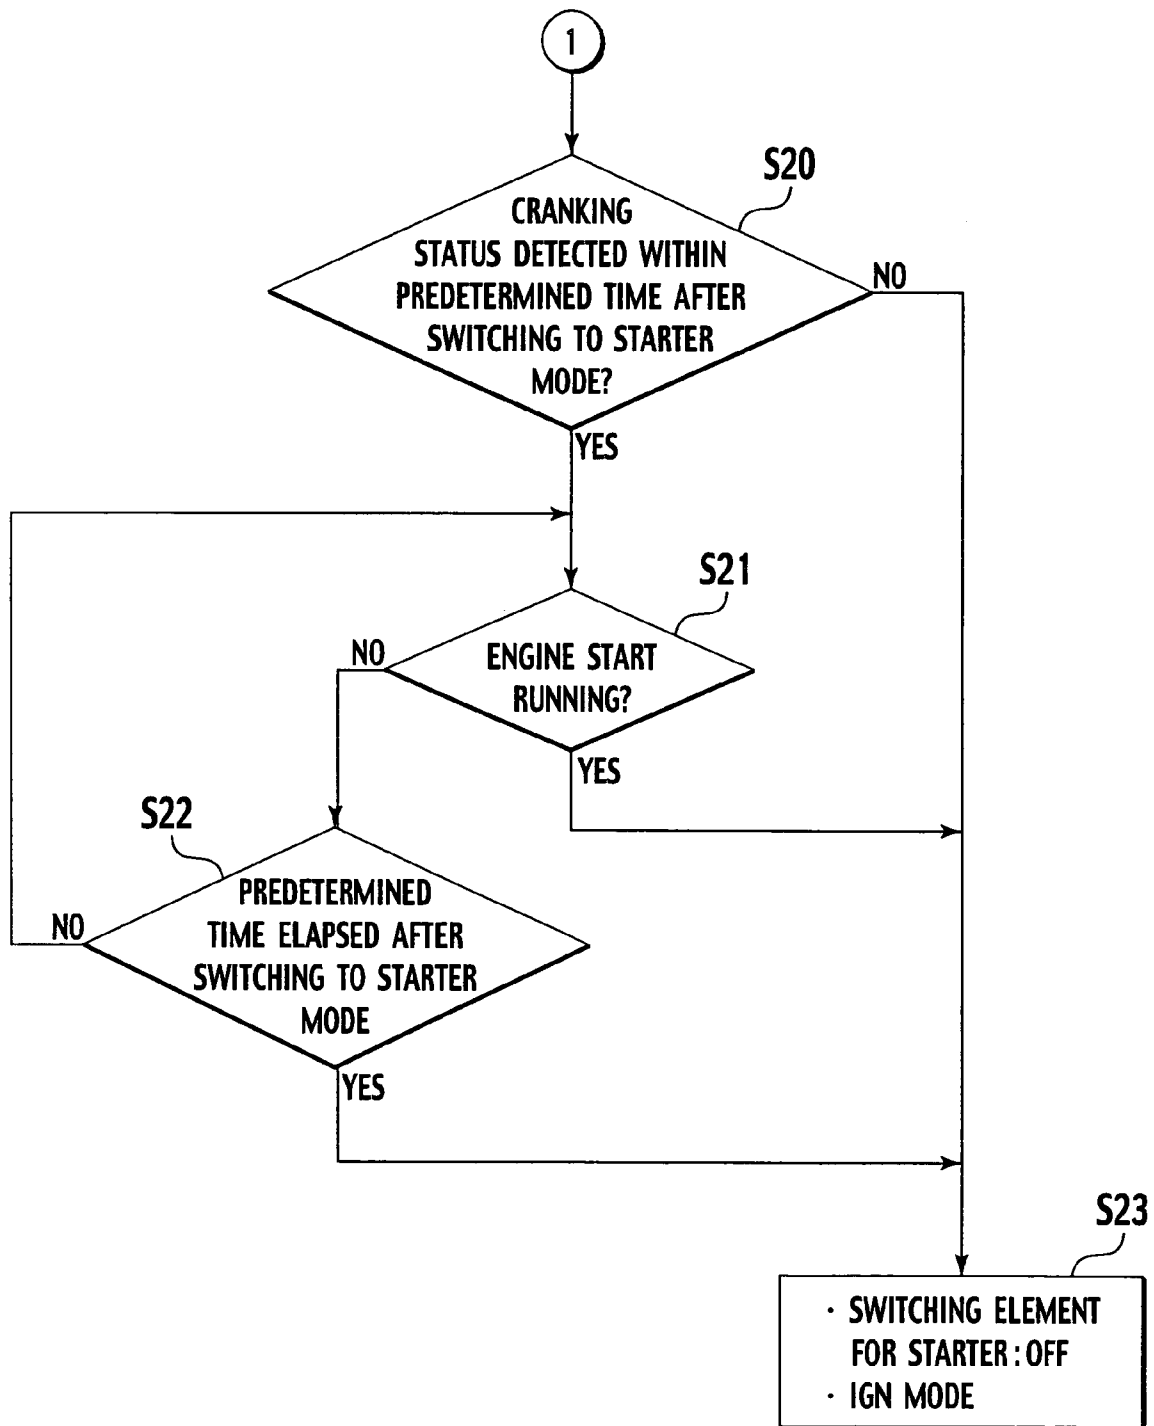 1
S20
CRANKING
STATUS DETECTED WITHIN
PREDETERMINED TIME AFTER
SWITCHING TO STARTER
MODE?
NO
YES
S21
ENGINE START
RUNNING?
NO
YES
S22
PREDETERMINED
TIME ELAPSED AFTER
SWITCHING TO STARTER
MODE
NO
YES
S23
· SWITCHING ELEMENT
FOR STARTER : OFF
· IGN MODE